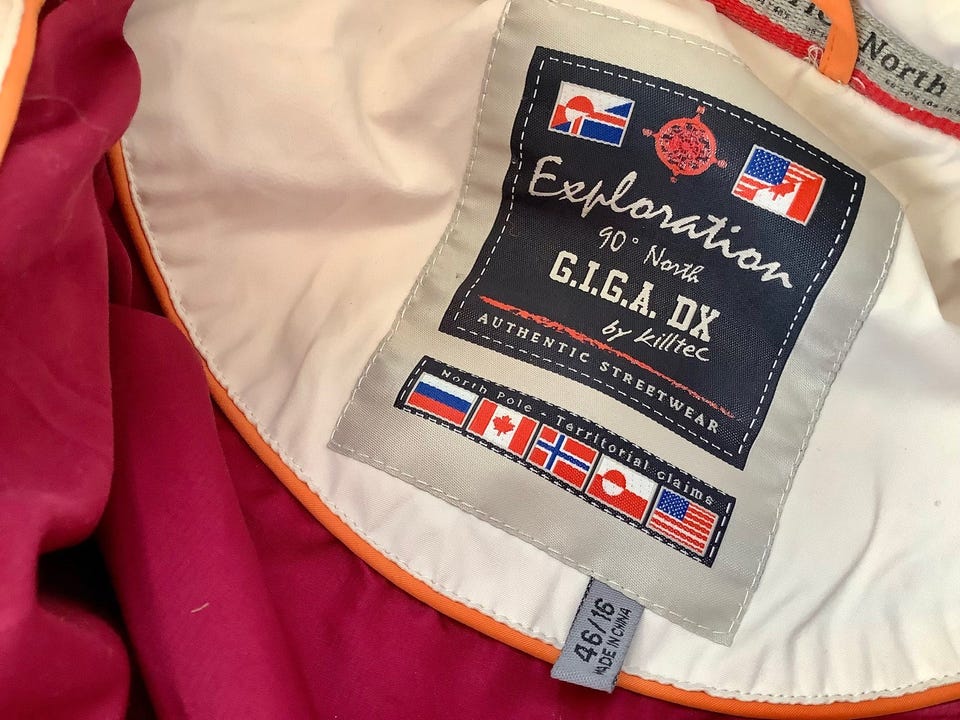 North
Exploration
90° North
G.I.G.A. DX
by killtec
AUTHENTIC STREETWEAR
North Pole - Territorial claims
46/16
MADE IN CHINA